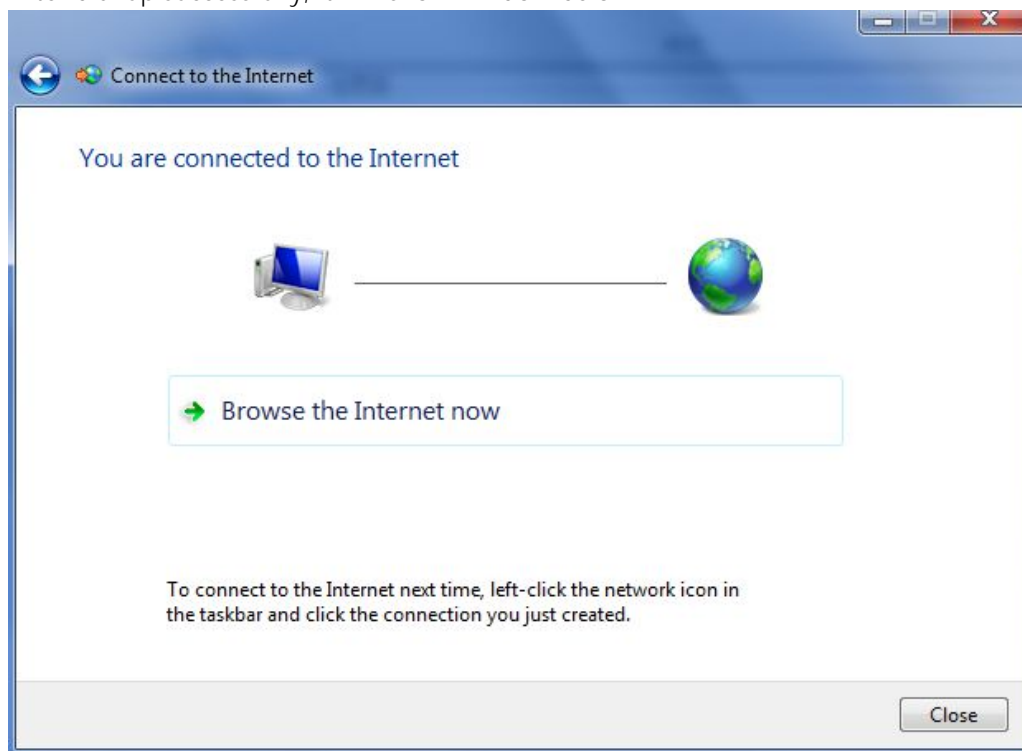 Connect to the Internet
You are connected to the Internet
Browse the Internet now
To connect to the Internet next time, left-click the network icon in
the taskbar and click the connection you just created.
Close